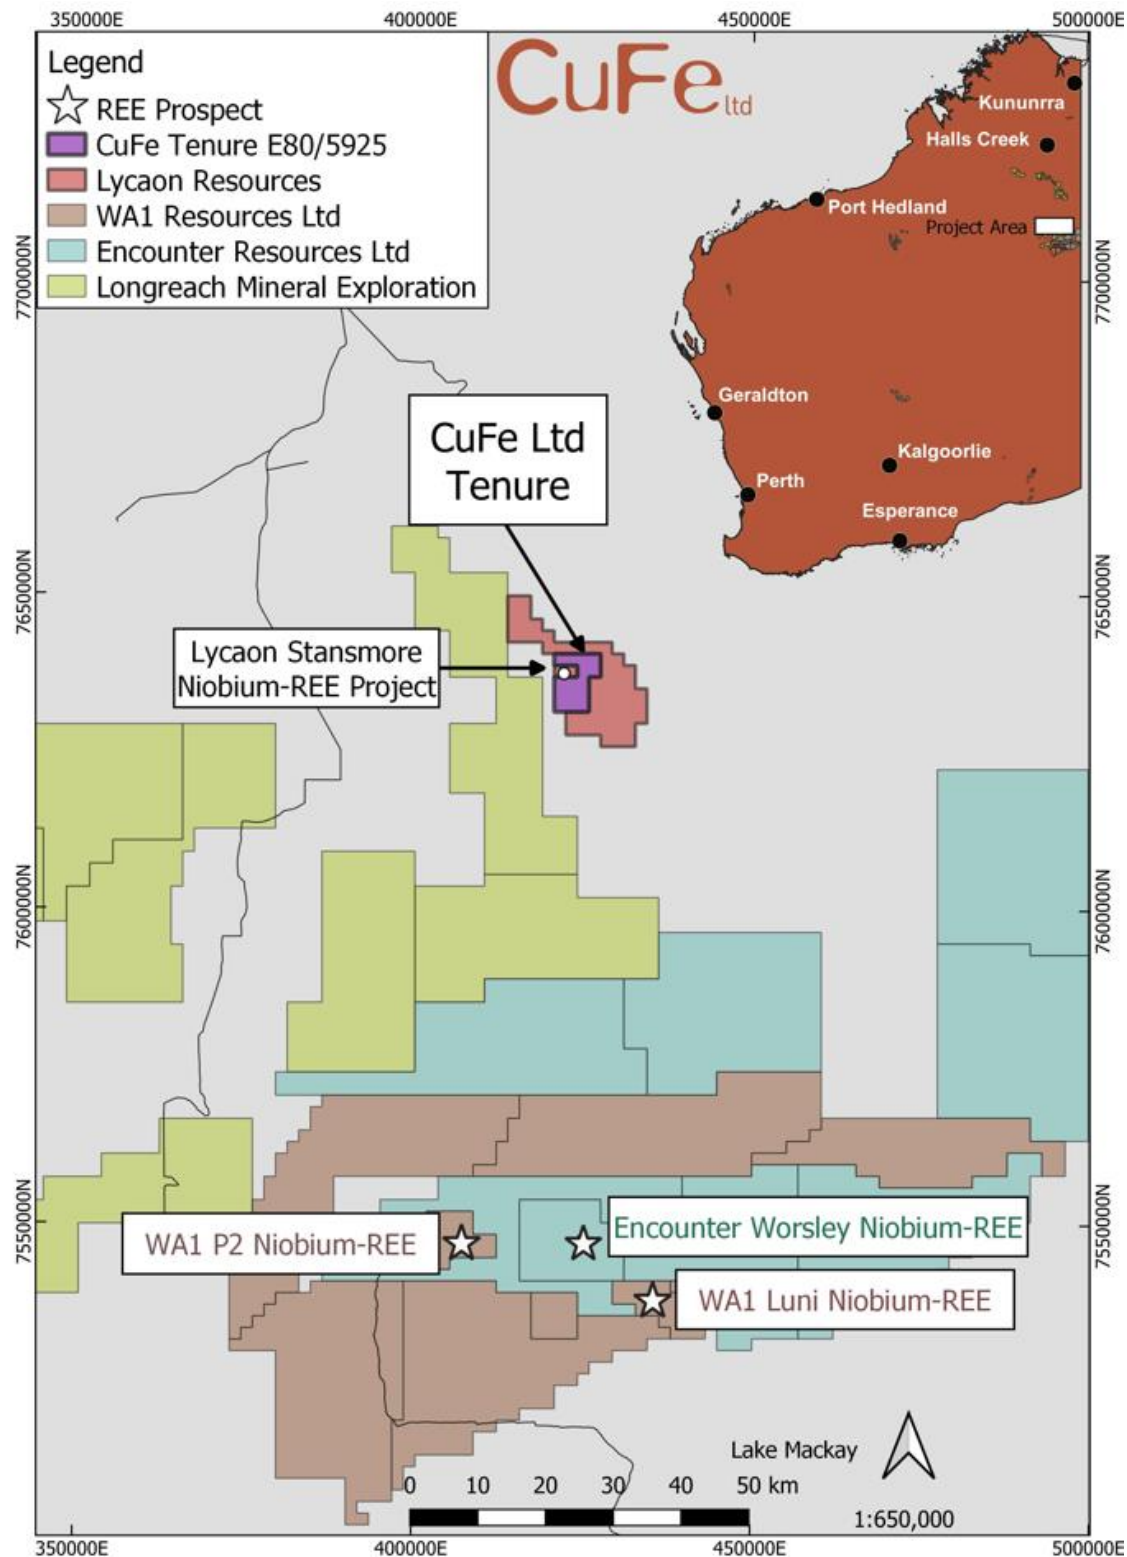 350000E
400000E
450000E
500000E
Legend
REE Prospect
CuFe Tenure E80/5925
Lycaon Resources
WA1 Resources Ltd
Encounter Resources Ltd
Longreach Mineral Exploration
CuFe ltd
Kununrra
Halls Creek
Port Hedland
Project Area
Geraldton
Kalgoorlie
Perth
Esperance
7700000N
7700000N
CuFe Ltd
Tenure
7650000N
7650000N
Lycaon Stansmore
Niobium-REE Project
7600000N
7600000N
7550000N
7550000N
WA1 P2 Niobium-REE
Encounter Worsley Niobium-REE
WA1 Luni Niobium-REE
Lake Mackay
0 10 20 30 40 50 km
1:650,000
350000E
400000E
450000E
500000E